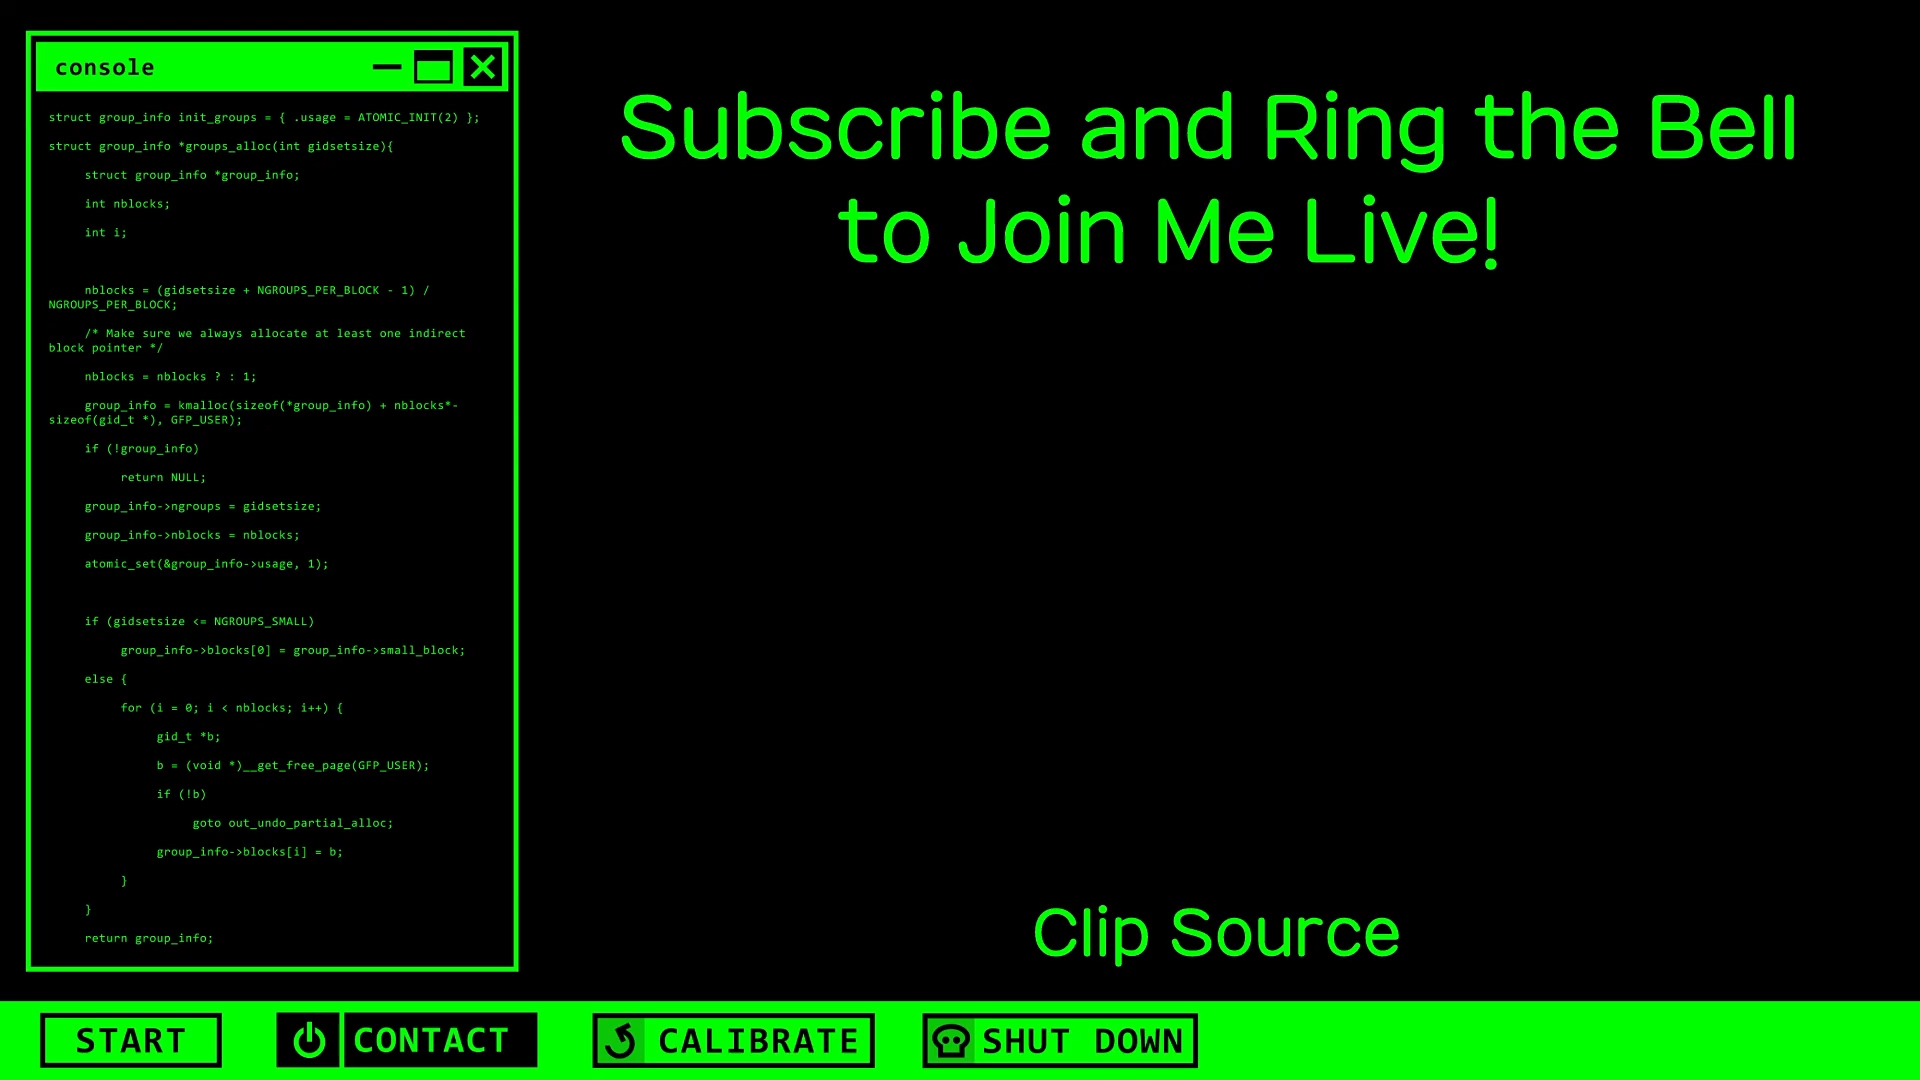 console
struct group_info init_groups = { .usage = ATOMIC_INIT(2) };
struct group_info *groups_alloc(int gidsetsize){
struct group_info *group_info;
int nblocks;
int i;
nblocks = (gidsetsize + NGROUPS_PER_BLOCK - 1) /
NGROUPS_PER_BLOCK;
/* Make sure we always allocate at least one indirect
block pointer */
nblocks = nblocks ? : 1;
group_info = kmalloc(sizeof(*group_info) + nblocks*-
sizeof(gid_t *), GFP_USER);
if (!group_info)
return NULL;
group_info->ngroups = gidsetsize;
group_info->nblocks = nblocks;
atomic_set(&group_info->usage, 1);
if (gidsetsize <= NGROUPS_SMALL)
group_info->blocks[0] = group_info->small_block;
else {
for (i = 0; i < nblocks; i++) {
gid_t *b;
b = (void *)__get_free_page(GFP_USER);
if (!b)
goto out_undo_partial_alloc;
group_info->blocks[i] = b;
}
}
return group_info;
Subscribe and Ring the Bell
to Join Me Live!
Clip Source
START
CONTACT
CALIBRATE
SHUT DOWN